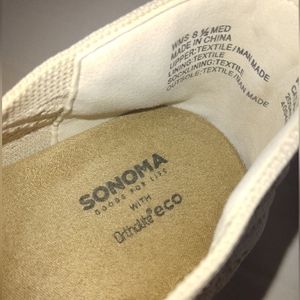 WMS 8 ½ MED
MADE IN CHINA
UPPER:TEXTILE/MAN MADE
LINING:TEXTILE
SOCKLINING:TEXTILE
OUTSOLE:TEXTILE/MAN MADE
SONOMA
GOODS FOR LIFE
WITH
Ortholite® eco